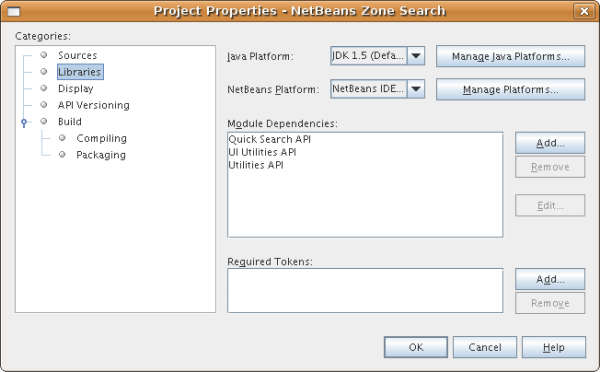 Project Properties - NetBeans Zone Search
Categories:
Sources
Libraries
Display
API Versioning
Build
Compiling
Packaging
Java Platform: JDK 1.5 (Defa... Manage Java Platforms...
NetBeans Platform: NetBeans IDE... Manage Platforms...
Module Dependencies:
Quick Search API
UI Utilities API
Utilities API
Add...
Remove
Edit...
Required Tokens:
Add...
Remove
OK Cancel Help